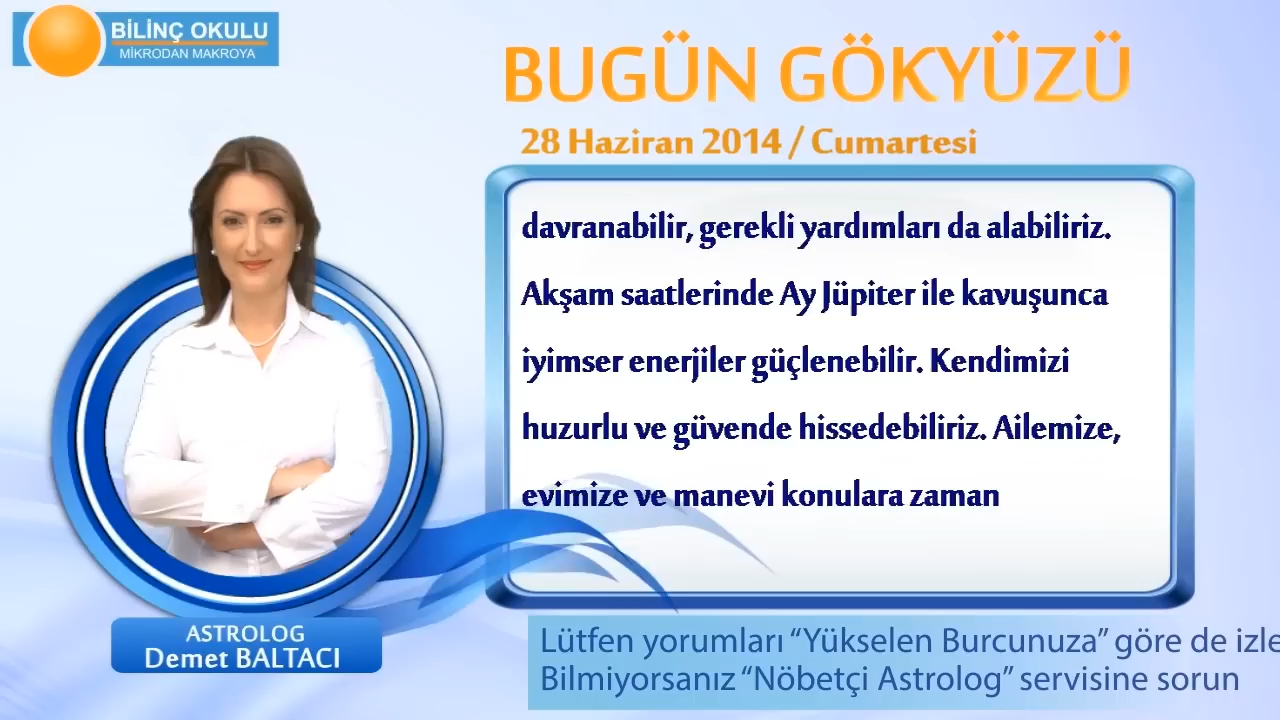 BİLİNÇ OKULU
MİKRODAN MAKROYA
BUGÜN GÖKYÜZÜ
28 Haziran 2014 / Cumartesi
davranabilir, gerekli yardımları da alabiliriz.
Akşam saatlerinde Ay Jüpiter ile kavuşunca
iyimser enerjiler güçlenebilir. Kendimizi
huzurlu ve güvende hissedebiliriz. Ailemize,
evimize ve manevi konulara zaman
ASTROLOG
Demet BALTACI
Lütfen yorumları “Yükselen Burcunuza” göre de izle
Bilmiyorsanız “Nöbetçi Astrolog” servisine sorun